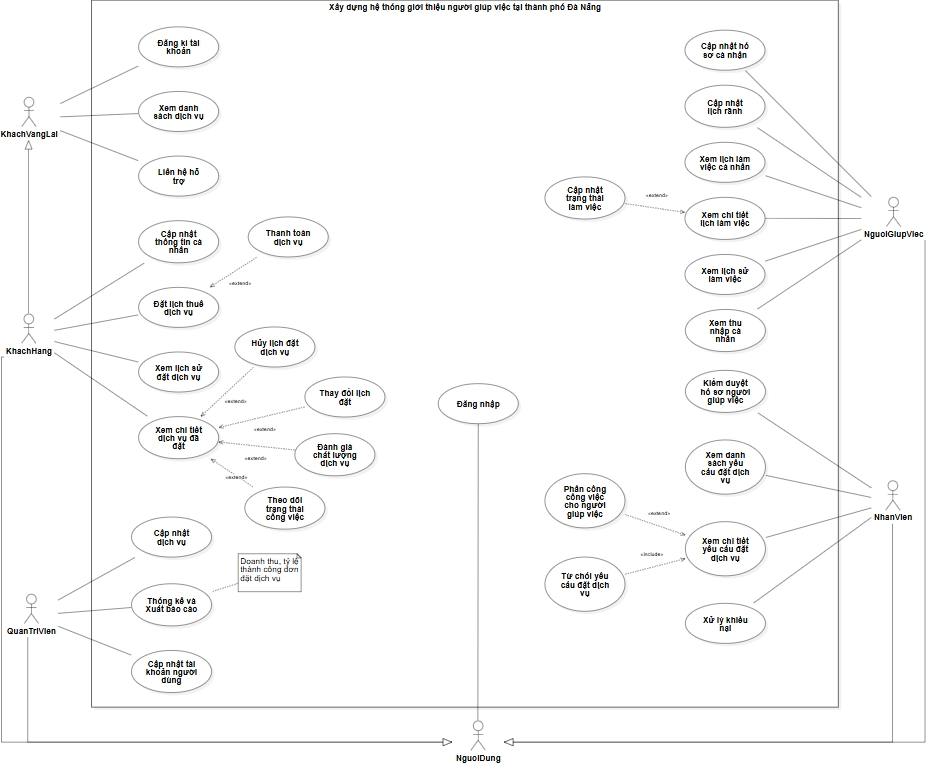 Xây dựng hệ thông giới thiệu người giúp việc tại thành phố Đà Nẵng
Đăng kí tài
khoản
Xem danh
sách dịch vụ
Liên hệ hỗ
trợ
KhachVangLai
Cập nhật
thông tin cá
nhân
Thanh toán
dịch vụ
«extend»
Đặt lịch thuê
dịch vụ
KhachHang
Xem lịch sử
đặt dịch vụ
Hủy lịch đặt
dịch vụ
«extend»
Thay đổi lịch
đặt
«extend»
Xem chi tiết
dịch vụ đã
đặt
Đánh giá
chất lượng
dịch vụ
«extend»
«extend»
Theo dõi
trạng thái
công việc
Cập nhật
dịch vụ
Doanh thu, tỷ lệ
thành công đơn
đặt dịch vụ
Thống kê và
Xuất báo cáo
QuanTriVien
Cập nhật tài
khoản người
dùng
Đăng nhập
NguoiDung
Cập nhật hồ
sơ cá nhân
Cập nhật
lịch rãnh
Xem lịch làm
việc cá nhân
Cập nhật
trạng thái
làm việc
«extend»
Xem chi tiết
lịch làm việc
NguoiGiupViec
Xem lịch sử
làm việc
Xem thu
nhập cá
nhân
Kiểm duyệt
hồ sơ người
giúp việc
Xem danh
sách yêu
cầu đặt dịch
vụ
Phân công
công việc
cho người
giúp việc
«extend»
Xem chi tiết
yêu cầu đặt
dịch vụ
NhanVien
«include»
Từ chối yêu
cầu đặt dịch
vụ
Xử lý khiếu
nại